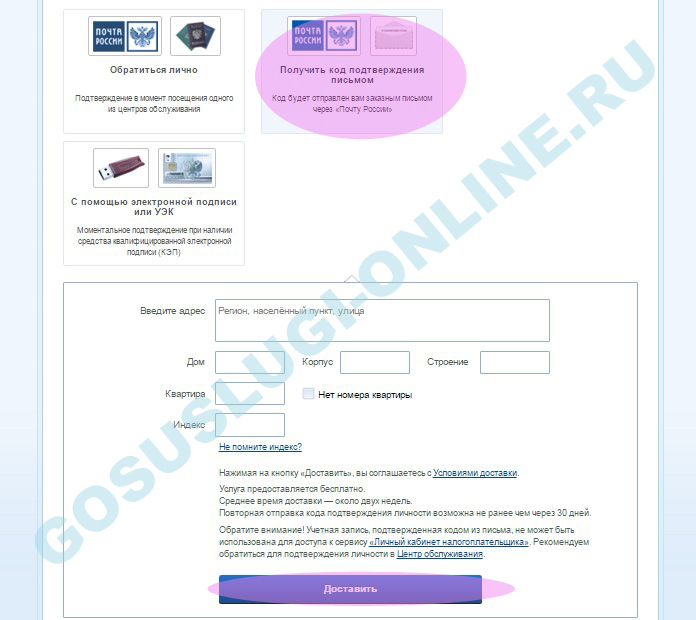 ПОЧТА РОССИИ
ПОЧТА РОССИИ
Обратиться лично
Подтверждение в момент посещения одного
из центров обслуживания
Получить код подтверждения
письмом
Код будет отправлен вам заказным письмом
через «Почту России»
С помощью электронной подписи
или УЭК
Моментальное подтверждение при наличии
средства квалифицированной электронной
подписи (КЭП)
Введите адрес
Регион, населённый пункт, улица
Дом
Корпус
Строение
Квартира
Нет номера квартиры
Индекс
Не помните индекс?
Нажимая на кнопку «Доставить», вы соглашаетесь с Условиями доставки.
Услуга предоставляется бесплатно.
Среднее время доставки — около двух недель.
Повторная отправка кода подтверждения личности возможна не ранее чем через 30 дней.
Обратите внимание! Учетная запись, подтвержденная кодом из письма, не может быть
использована для доступа к сервису «Личный кабинет налогоплательщика». Рекомендуем
обратиться для подтверждения личности в Центр обслуживания.
Доставить
GOSUSLUGI-ONLINE.RU